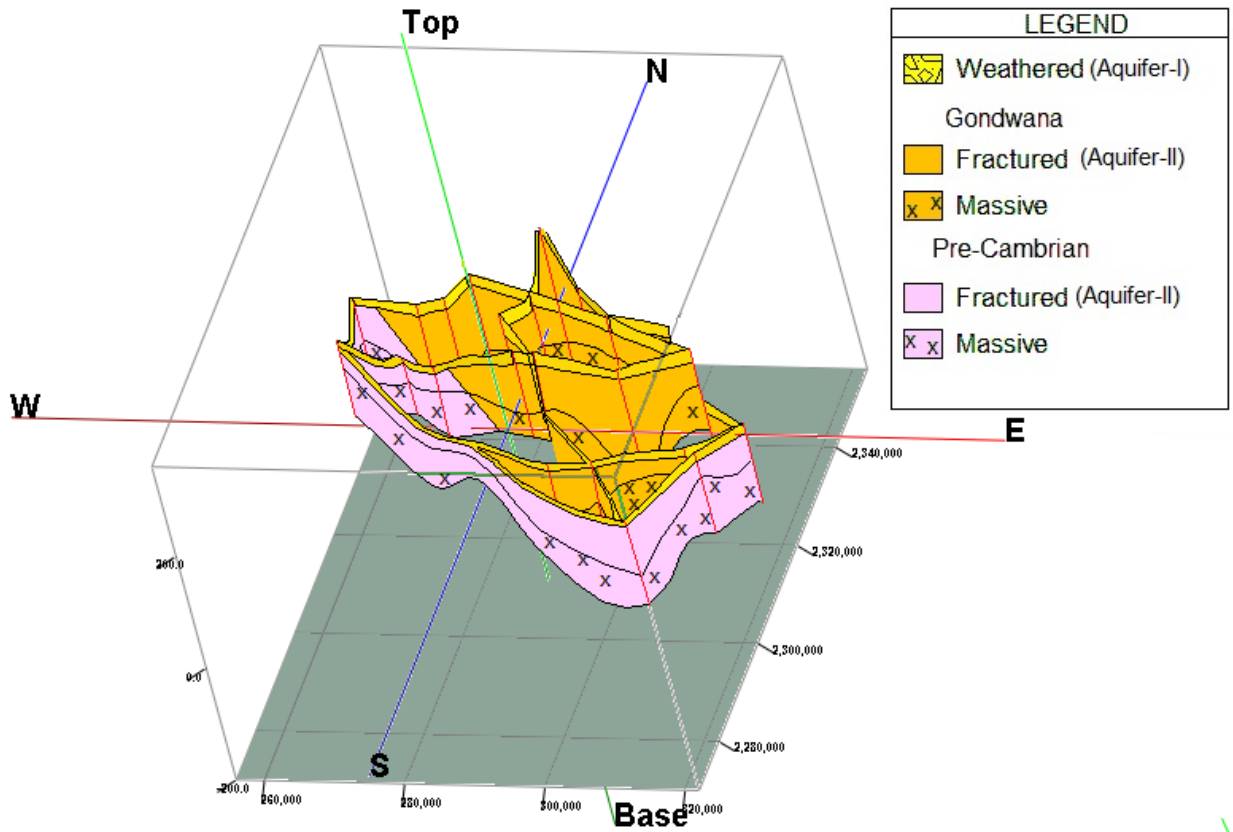 Top
N
W
E
S
Base
200.0
0.0
-200.0
260,000
280,000
300,000
320,000
2,340,000
2,320,000
2,300,000
2,280,000
LEGEND
Weathered (Aquifer-I)
Gondwana
Fractured (Aquifer-II)
x x
Massive
Pre-Cambrian
Fractured (Aquifer-II)
x x
Massive